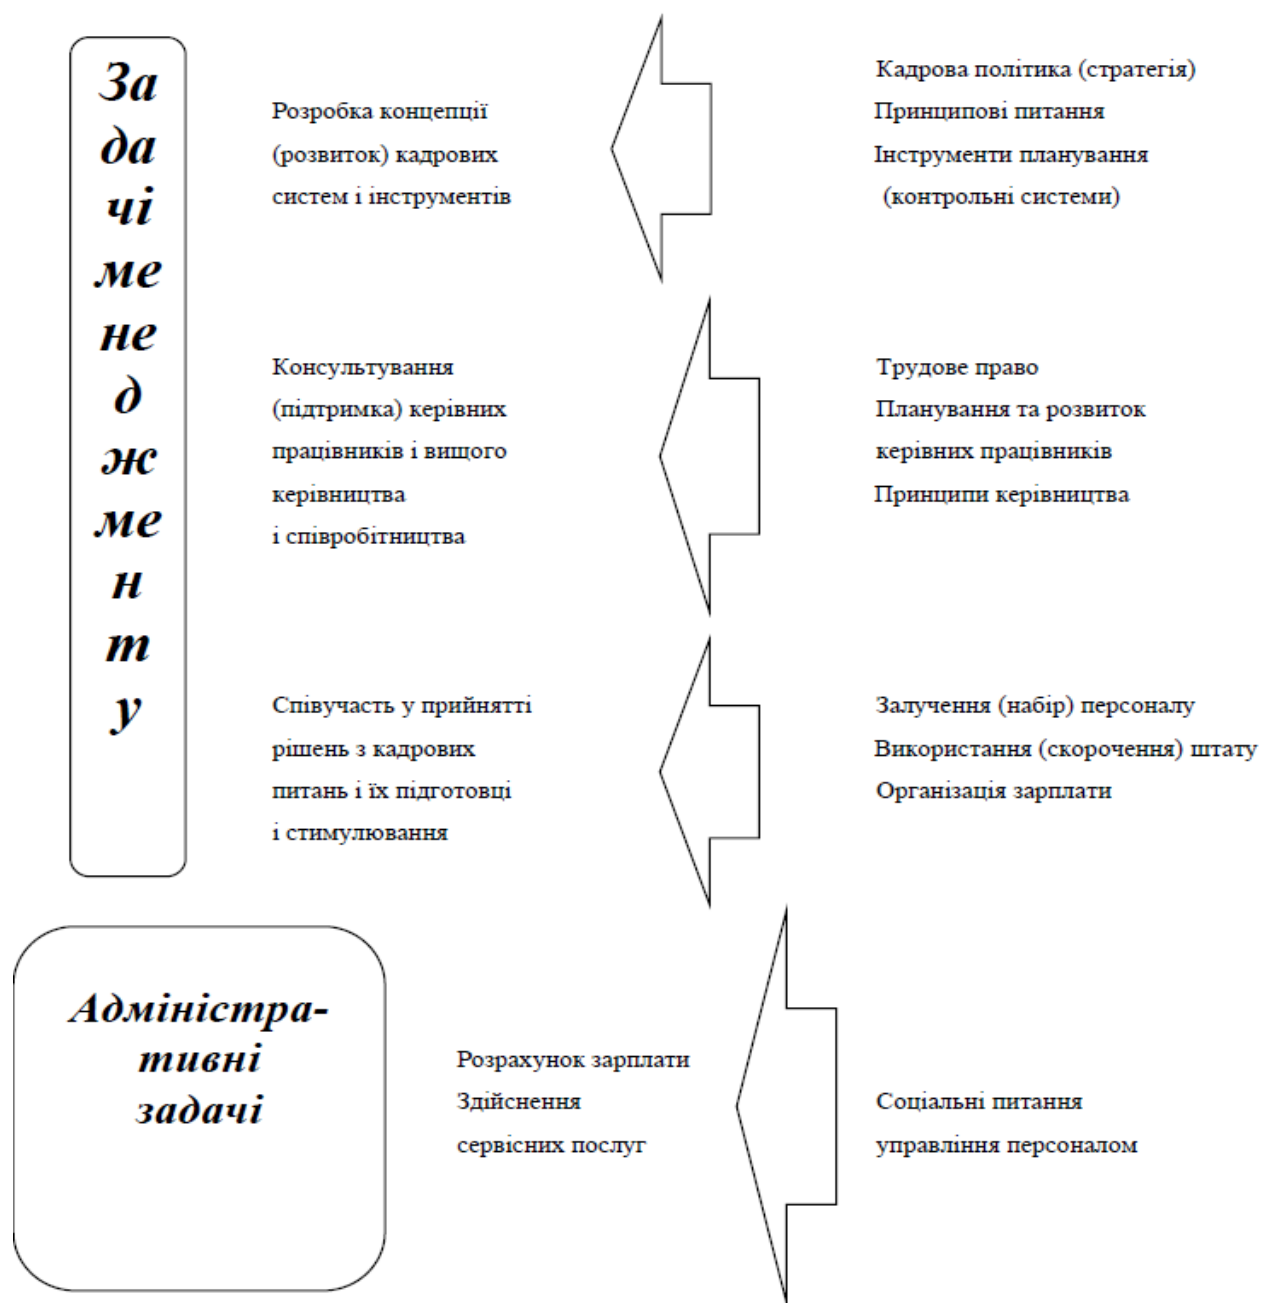 За
да
чі
ме
не
д
ж
ме
н
т
у
Розробка концепції
(розвиток) кадрових
систем і інструментів
Кадрова політика (стратегія)
Принципові питання
Інструменти планування
(контрольні системи)
Консультування
(підтримка) керівних
працівників і вищого
керівництва
і співробітництва
Трудове право
Планування та розвиток
керівних працівників
Принципи керівництва
Співучасть у прийнятті
рішень з кадрових
питань і їх підготовці
і стимулювання
Залучення (набір) персоналу
Використання (скорочення) штату
Організація зарплати
Адміністра-
тивні
задачі
Розрахунок зарплати
Здійснення
сервісних послуг
Соціальні питання
управління персоналом